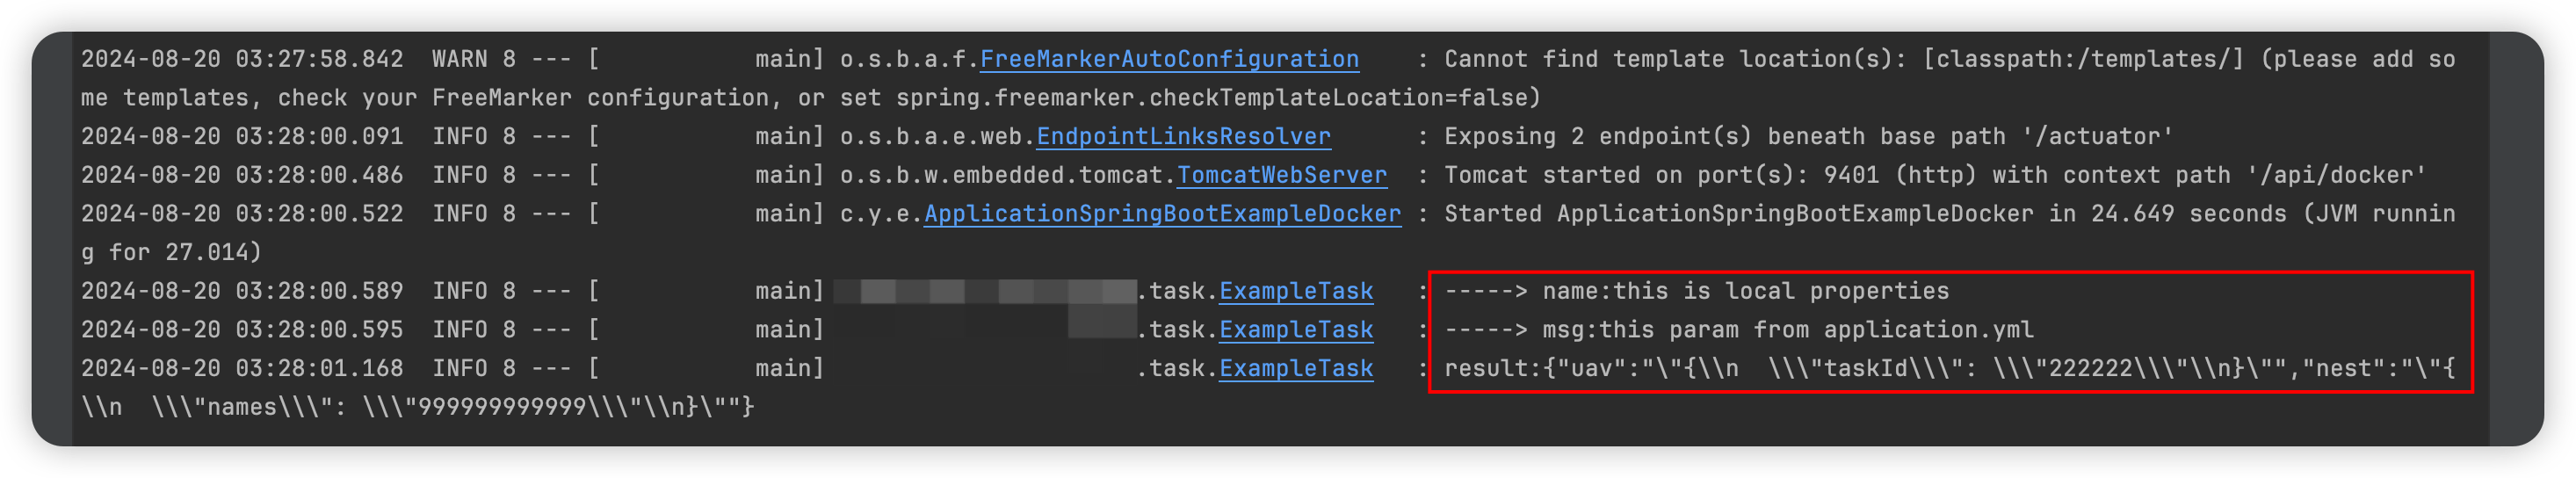 2024-08-20 03:27:58.842  WARN 8 --- [           main] o.s.b.a.f.FreeMarkerAutoConfiguration    : Cannot find template location(s): [classpath:/templates/] (please add so
me templates, check your FreeMarker configuration, or set spring.freemarker.checkTemplateLocation=false)
2024-08-20 03:28:00.091  INFO 8 --- [           main] o.s.b.a.e.web.EndpointLinksResolver      : Exposing 2 endpoint(s) beneath base path '/actuator'
2024-08-20 03:28:00.486  INFO 8 --- [           main] o.s.b.w.embedded.tomcat.TomcatWebServer  : Tomcat started on port(s): 9401 (http) with context path '/api/docker'
2024-08-20 03:28:00.522  INFO 8 --- [           main] c.y.e.ApplicationSpringBootExampleDocker : Started ApplicationSpringBootExampleDocker in 24.649 seconds (JVM runnin
g for 27.014)
2024-08-20 03:28:00.589  INFO 8 --- [           main] .task.ExampleTask   : -----> name:this is local properties
2024-08-20 03:28:00.595  INFO 8 --- [           main] .task.ExampleTask   : -----> msg:this param from application.yml
2024-08-20 03:28:01.168  INFO 8 --- [           main] .task.ExampleTask   : result:{"uav":"\"{\\n  \\\"taskId\\\": \\\"222222\\\"\\n}\"","nest":"\"{
\\n  \\\"names\\\": \\\"999999999999\\\"\\n}\""}